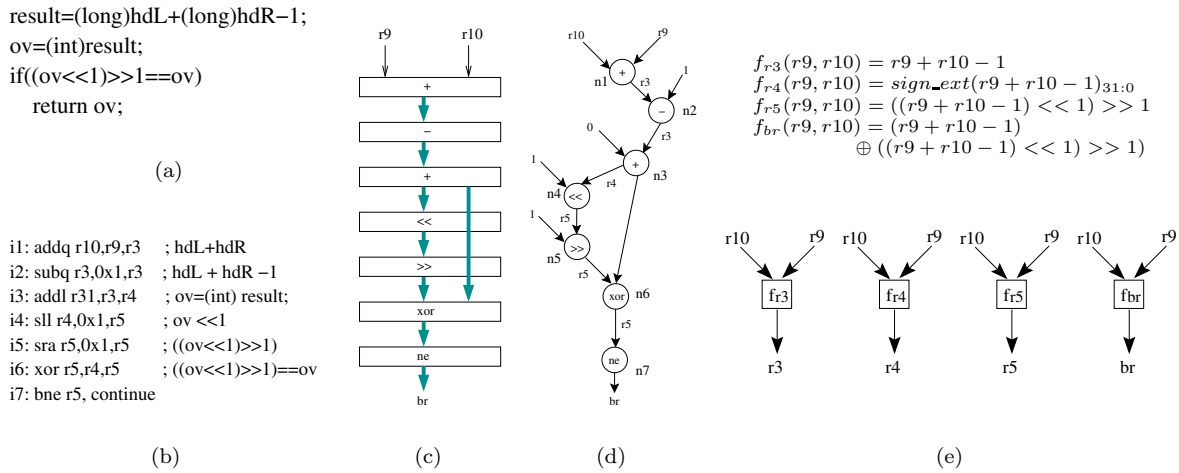 result=(long)hdL+(long)hdR−1;
ov=(int)result;
if((ov<<1)>>1==ov)
return ov;
(a)
i1: addq r10,r9,r3 ; hdL+hdR
i2: subq r3,0x1,r3 ; hdL + hdR −1
i3: addl r31,r3,r4 ; ov=(int) result;
i4: sll r4,0x1,r5 ; ov <<1
i5: sra r5,0x1,r5 ; ((ov<<1)>>1)
i6: xor r5,r4,r5 ; ((ov<<1)>>1)==ov
i7: bne r5, continue
(b)
r9 r10
+
−
+
<<
>>
xor
ne
br
(c)
r10 r9
+
n1
r3
1
−
n2
r3
0
+
n3
r4
1
n4
<<
r5
1
>>
n5
r5
xor
n6
r5
ne
n7
br
(d)
f_{r3}(r9, r10) = r9 + r10 − 1
f_{r4}(r9, r10) = sign_ext(r9 + r10 − 1)_{31:0}
f_{r5}(r9, r10) = ((r9 + r10 − 1) << 1) >> 1
f_{br}(r9, r10) = (r9 + r10 − 1)
⊕ ((r9 + r10 − 1) << 1) >> 1)
r10 r9 r10 r9 r10 r9 r10 r9
f_{r3} f_{r4} f_{r5} f_{br}
r3 r4 r5 br
(e)